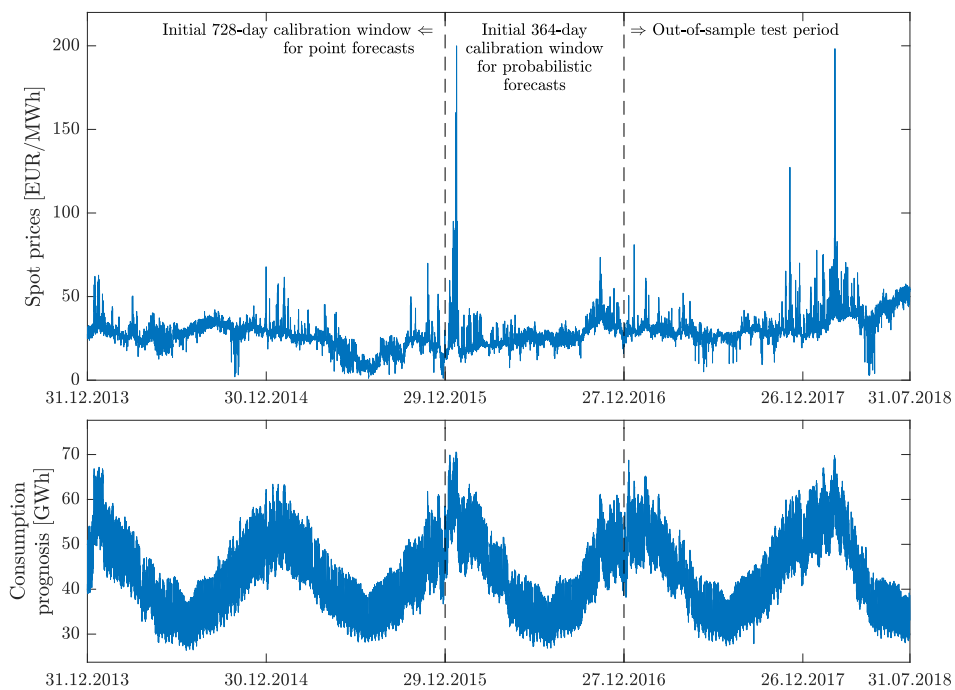 Initial 728-day calibration window ⇐
for point forecasts
Initial 364-day
calibration window
for probabilistic
forecasts
⇒ Out-of-sample test period
Spot prices [EUR/MWh]
200
150
100
50
0
31.12.2013
30.12.2014
29.12.2015
27.12.2016
26.12.2017
31.07.2018
Consumption
prognosis [GWh]
70
60
50
40
30
31.12.2013
30.12.2014
29.12.2015
27.12.2016
26.12.2017
31.07.2018